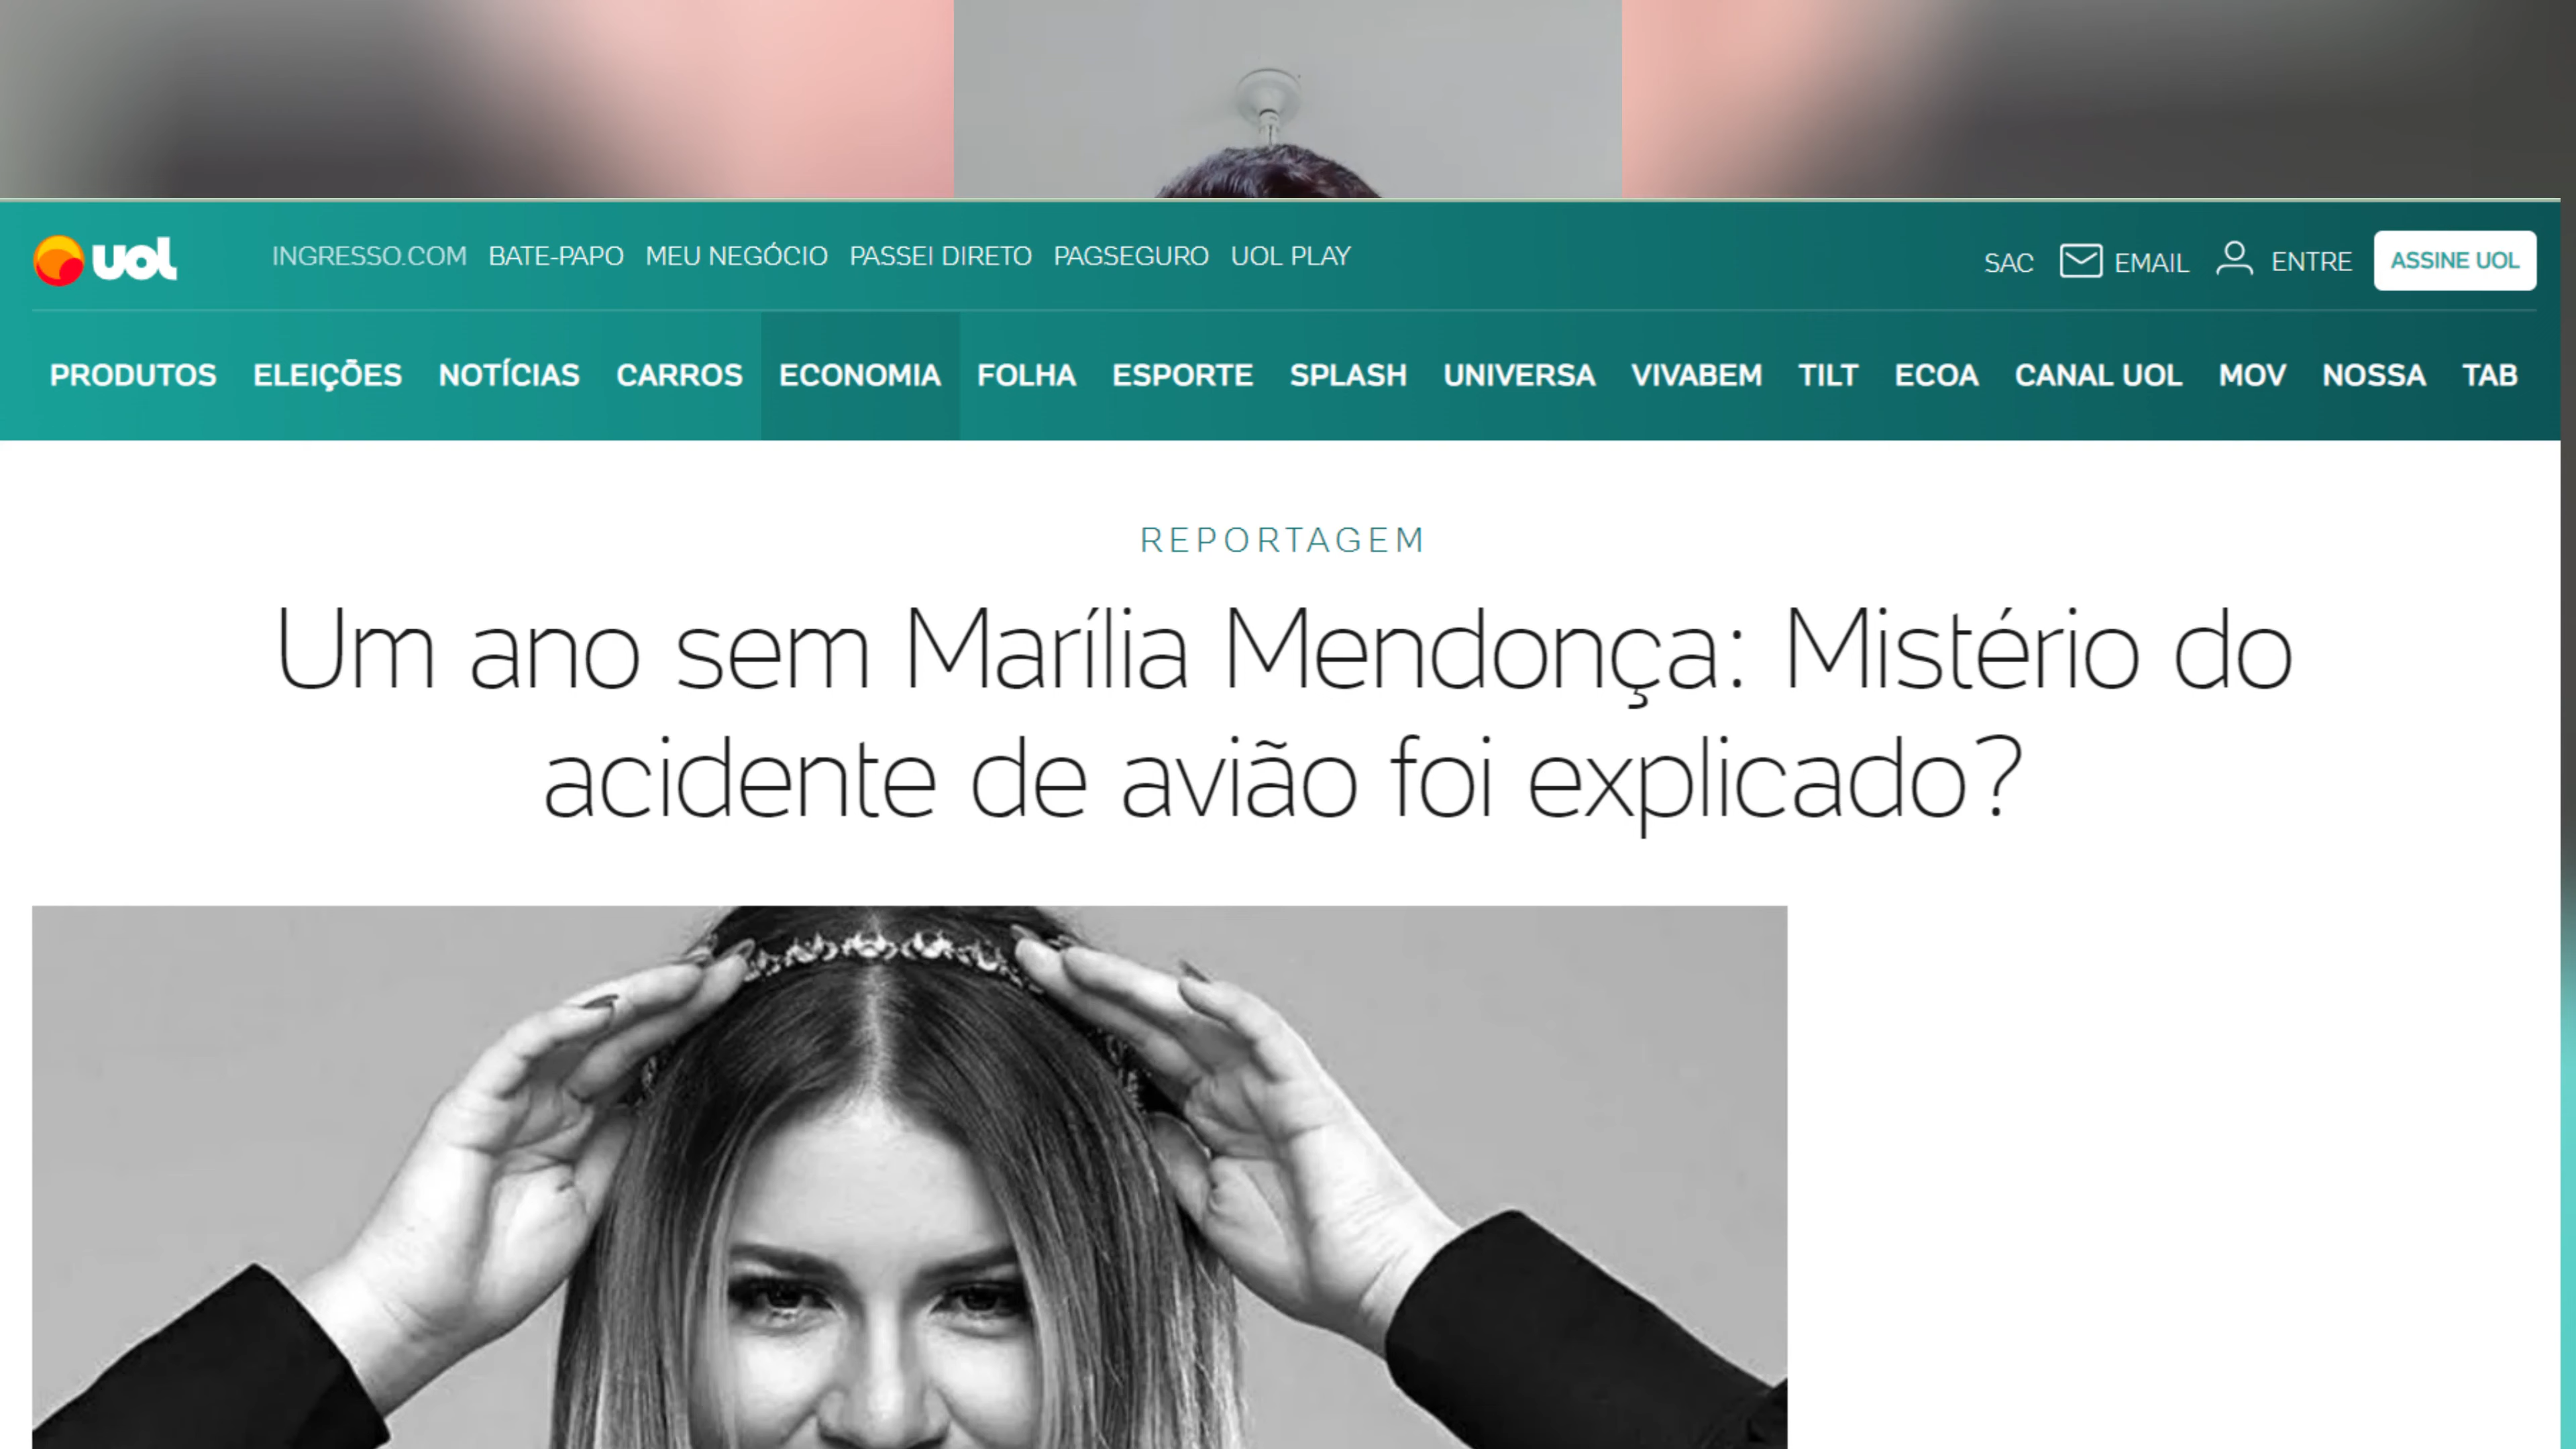 uol INGRESSO.COM BATE-PAPO MEU NEGÓCIO PASSEI DIRETO PAGSEGURO UOL PLAY SAC EMAIL ENTRE ASSINE UOL
PRODUTOS ELEIÇÕES NOTÍCIAS CARROS ECONOMIA FOLHA ESPORTE SPLASH UNIVERSA VIVABEM TILT ECOA CANAL UOL MOV NOSSA TAB
REPORTAGEM
Um ano sem Marília Mendonça: Mistério do
acidente de avião foi explicado?